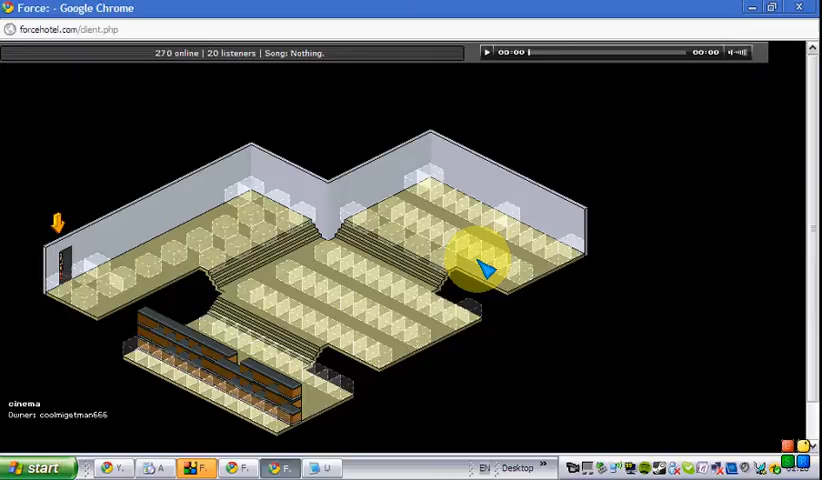 Force: - Google Chrome
forcehotel.com/client.php
270 online | 20 listeners | Song: Nothing.
00:00
00:00
cinema
Owner: coolmigetman666
start
Y.
A
F.
F.
F.
U
EN
Desktop